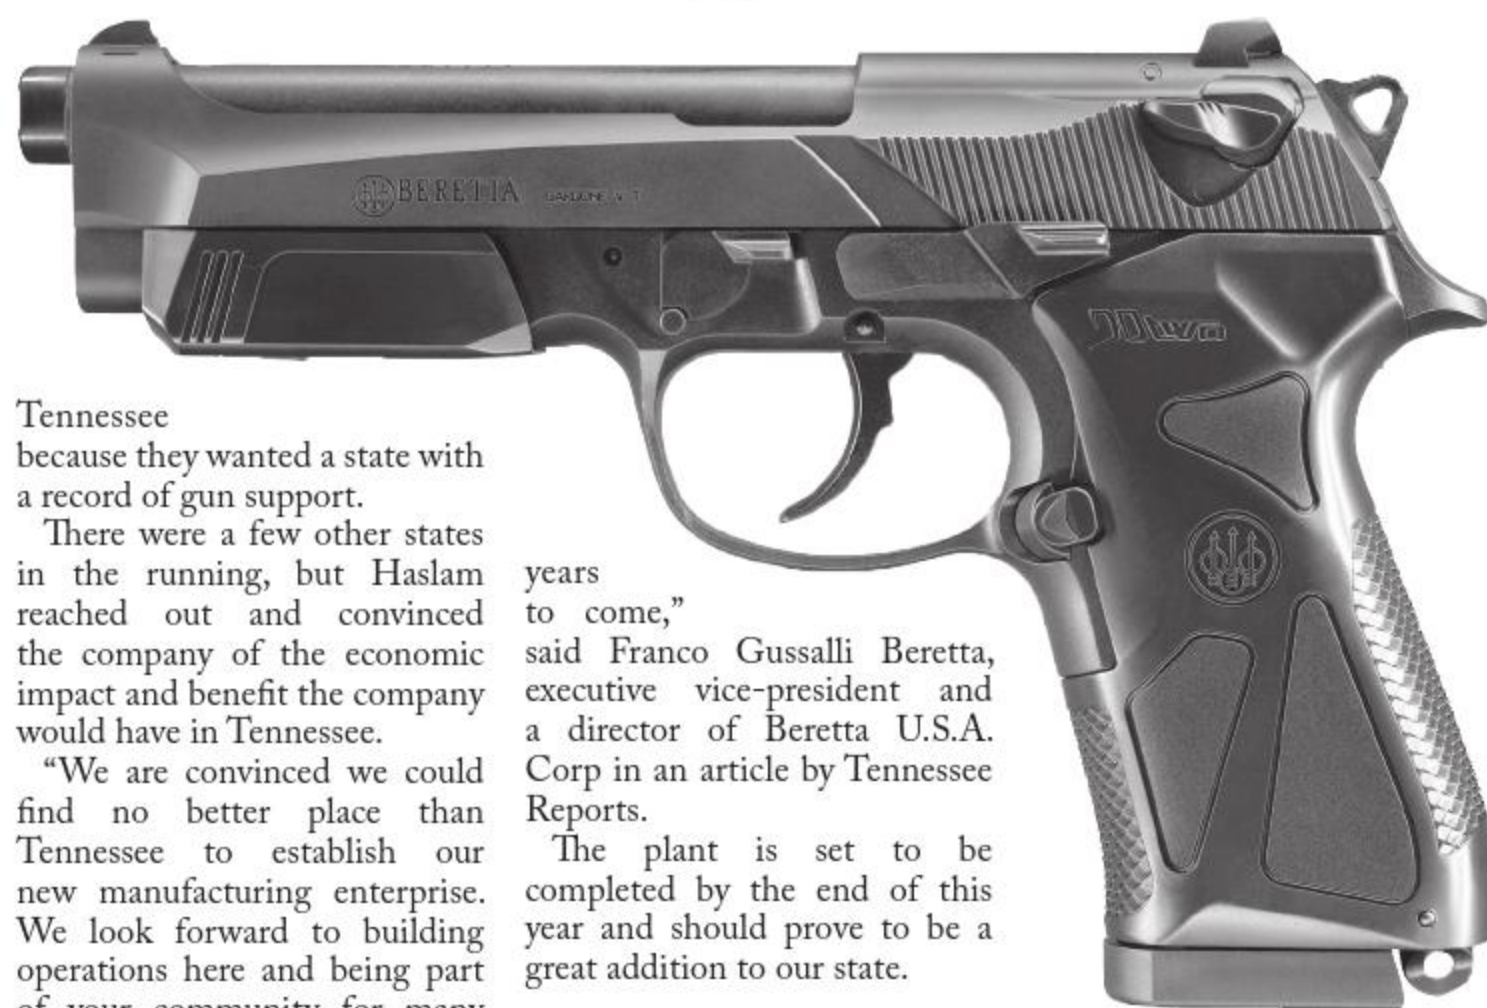 BERETTA
Tennessee
because they wanted a state with
a record of gun support.
There were a few other states
in the running, but Haslam
reached out and convinced
the company of the economic
impact and benefit the company
would have in Tennessee.
“We are convinced we could
find no better place than
Tennessee to establish our
new manufacturing enterprise.
We look forward to building
operations here and being part
of your community for many
years
to come,”
said Franco Gussalli Beretta,
executive vice-president and
a director of Beretta U.S.A.
Corp in an article by Tennessee
Reports.
The plant is set to be
completed by the end of this
year and should prove to be a
great addition to our state.